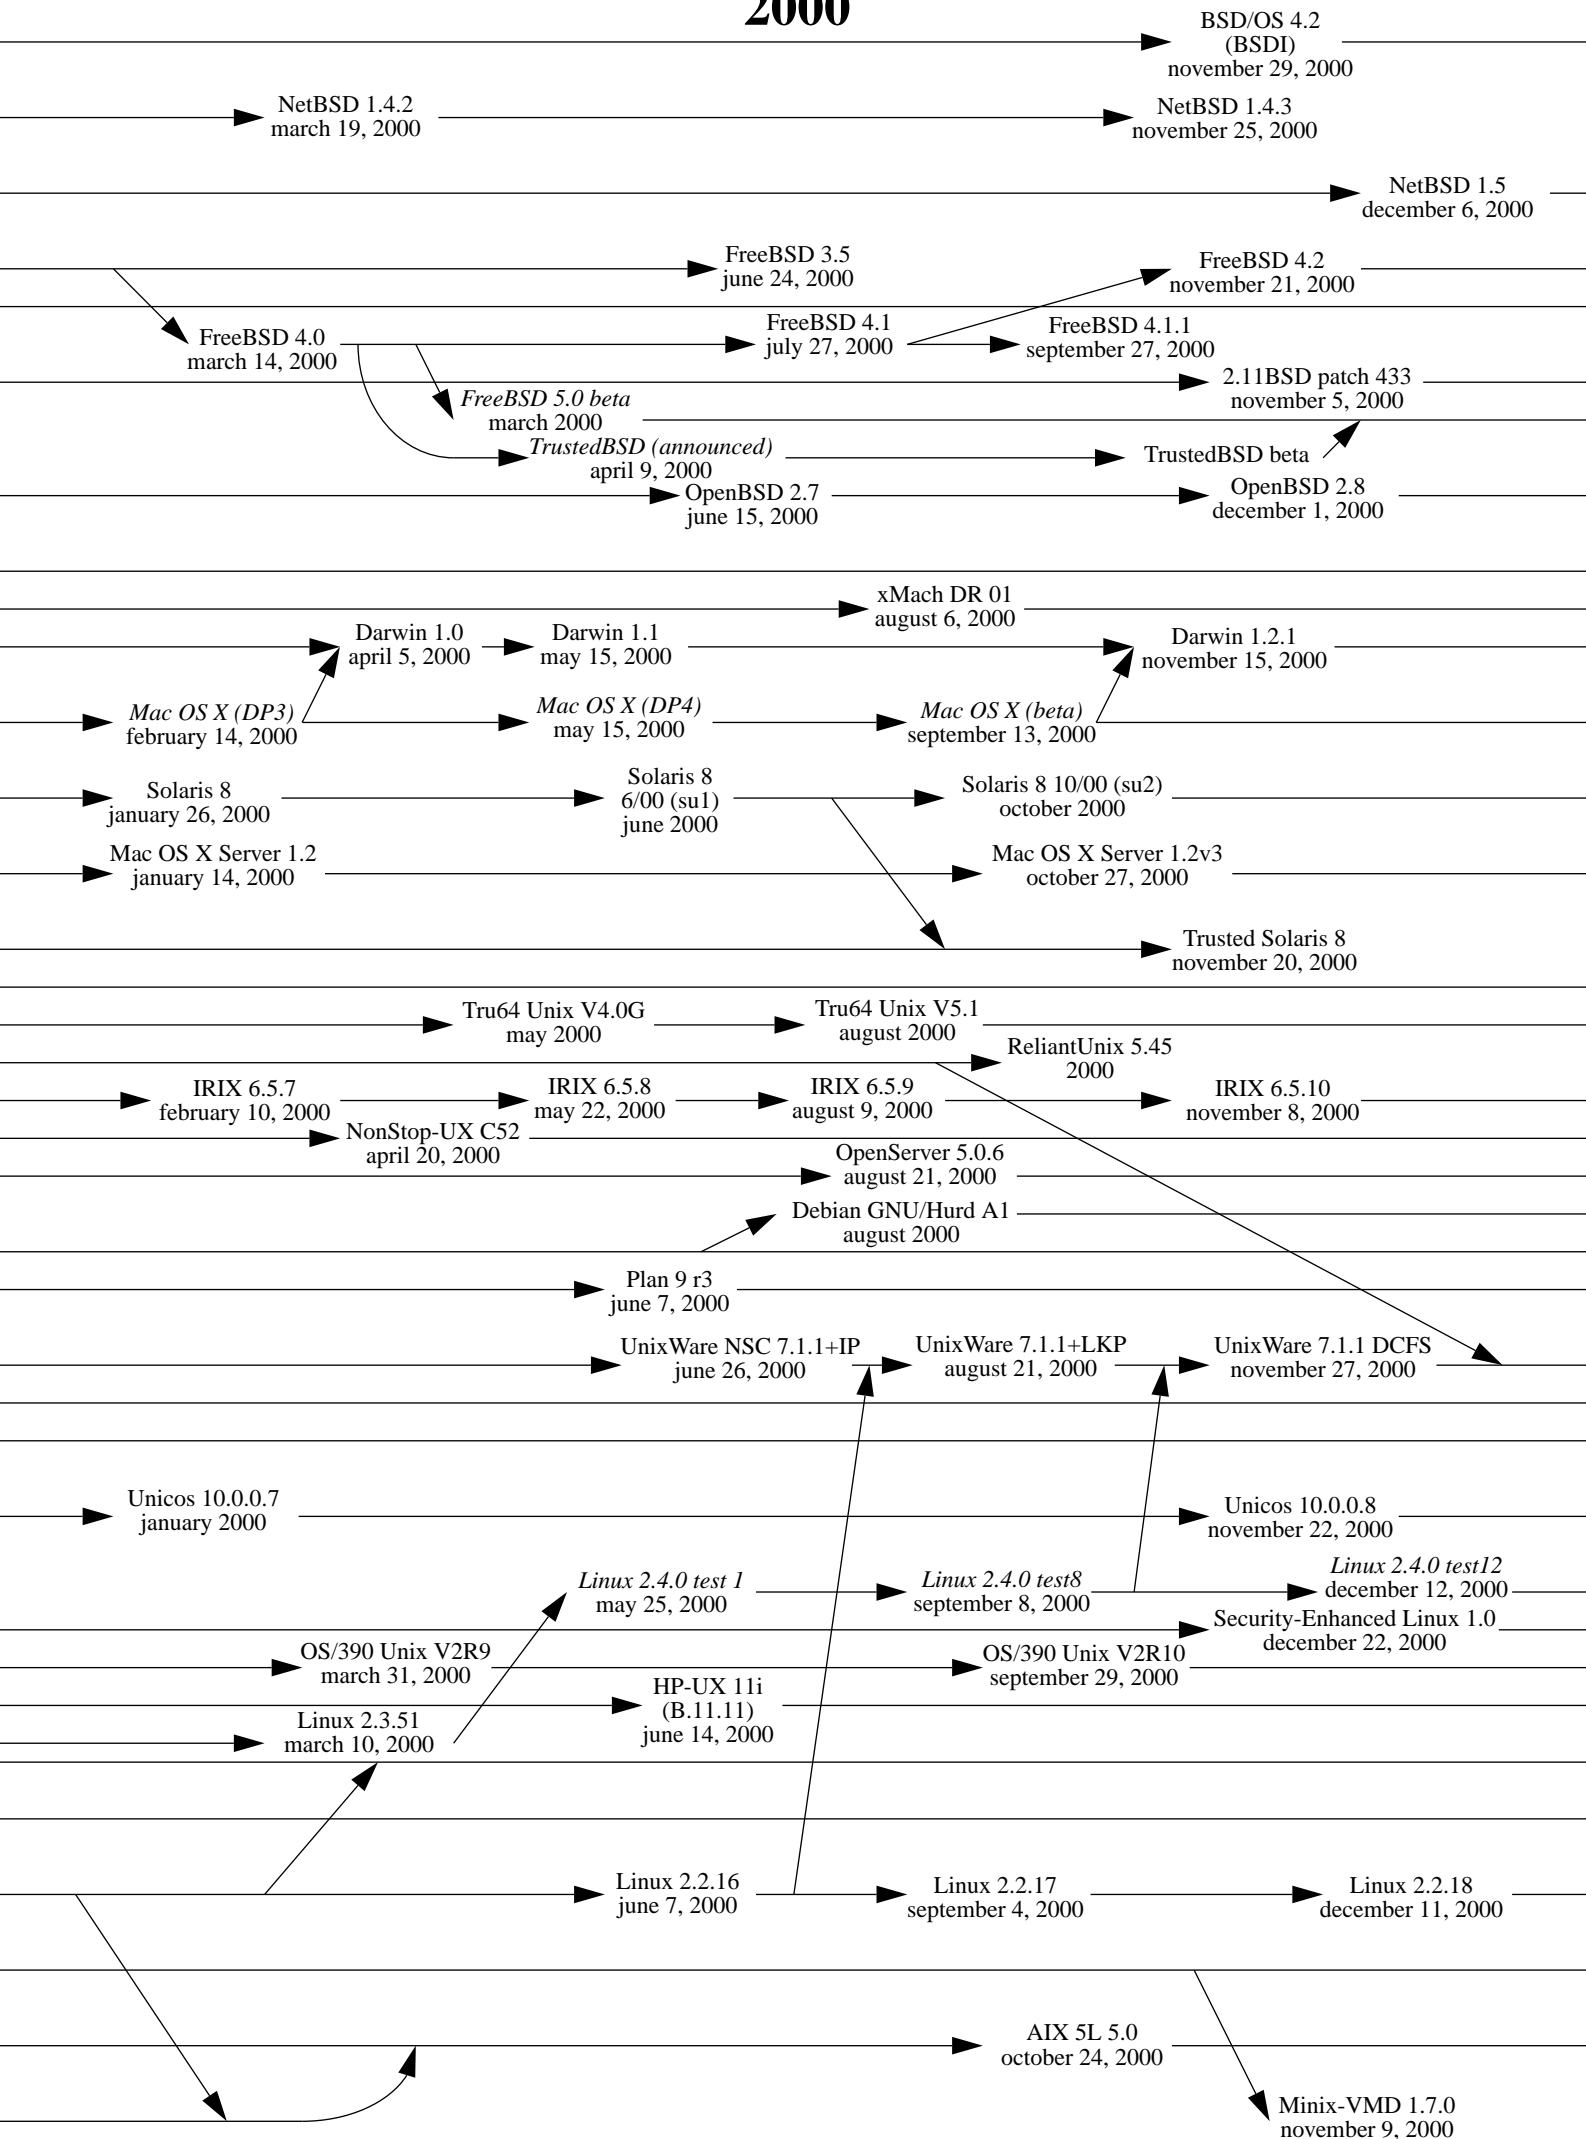 2000
BSD/OS 4.2
(BSDI)
november 29, 2000
NetBSD 1.4.2
march 19, 2000
NetBSD 1.4.3
november 25, 2000
NetBSD 1.5
december 6, 2000
FreeBSD 3.5
june 24, 2000
FreeBSD 4.2
november 21, 2000
FreeBSD 4.0
march 14, 2000
FreeBSD 4.1
july 27, 2000
FreeBSD 4.1.1
september 27, 2000
2.11BSD patch 433
november 5, 2000
FreeBSD 5.0 beta
march 2000
TrustedBSD (announced)
april 9, 2000
TrustedBSD beta
OpenBSD 2.7
june 15, 2000
OpenBSD 2.8
december 1, 2000
xMach DR 01
august 6, 2000
Darwin 1.0
april 5, 2000
Darwin 1.1
may 15, 2000
Darwin 1.2.1
november 15, 2000
Mac OS X (DP3)
february 14, 2000
Mac OS X (DP4)
may 15, 2000
Mac OS X (beta)
september 13, 2000
Solaris 8
january 26, 2000
Solaris 8
6/00 (su1)
june 2000
Solaris 8 10/00 (su2)
october 2000
Mac OS X Server 1.2
january 14, 2000
Mac OS X Server 1.2v3
october 27, 2000
Trusted Solaris 8
november 20, 2000
Tru64 Unix V4.0G
may 2000
Tru64 Unix V5.1
august 2000
ReliantUnix 5.45
2000
IRIX 6.5.7
february 10, 2000
IRIX 6.5.8
may 22, 2000
IRIX 6.5.9
august 9, 2000
IRIX 6.5.10
november 8, 2000
NonStop-UX C52
april 20, 2000
OpenServer 5.0.6
august 21, 2000
Debian GNU/Hurd A1
august 2000
Plan 9 r3
june 7, 2000
UnixWare NSC 7.1.1+IP
june 26, 2000
UnixWare 7.1.1+LKP
august 21, 2000
UnixWare 7.1.1 DCFS
november 27, 2000
Unicos 10.0.0.7
january 2000
Unicos 10.0.0.8
november 22, 2000
Linux 2.4.0 test 1
may 25, 2000
Linux 2.4.0 test8
september 8, 2000
Linux 2.4.0 test12
december 12, 2000
Security-Enhanced Linux 1.0
december 22, 2000
OS/390 Unix V2R9
march 31, 2000
OS/390 Unix V2R10
september 29, 2000
HP-UX 11i
(B.11.11)
june 14, 2000
Linux 2.3.51
march 10, 2000
Linux 2.2.16
june 7, 2000
Linux 2.2.17
september 4, 2000
Linux 2.2.18
december 11, 2000
AIX 5L 5.0
october 24, 2000
Minix-VMD 1.7.0
november 9, 2000